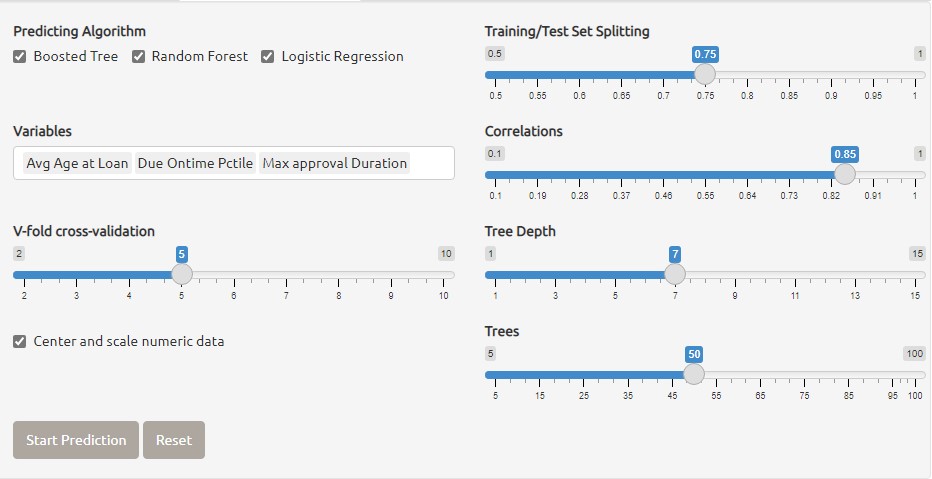 Predicting Algorithm
Boosted Tree Random Forest Logistic Regression
Variables
Avg Age at Loan Due Ontime Pctile Max approval Duration
V-fold cross-validation
2 5 10
2 3 4 5 6 7 8 9 10
Center and scale numeric data
Start Prediction Reset
Training/Test Set Splitting
0.5 0.75 1
0.5 0.55 0.6 0.65 0.7 0.75 0.8 0.85 0.9 0.95 1
Correlations
0.1 0.85 1
0.1 0.19 0.28 0.37 0.46 0.55 0.64 0.73 0.82 0.91 1
Tree Depth
1 7 15
1 3 5 7 9 11 13 15
Trees
5 50 100
5 15 25 35 45 55 65 75 85 95 100